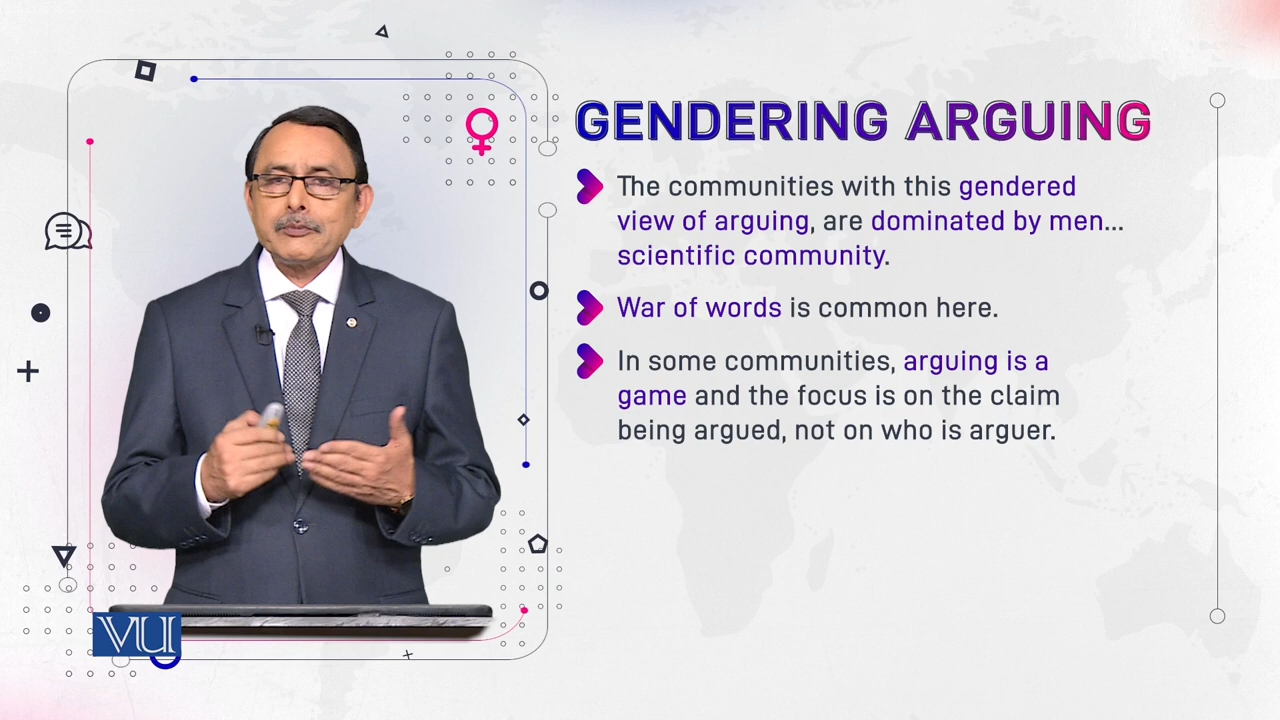 GENDERING ARGUING
The communities with this gendered
view of arguing, are dominated by men...
scientific community.
War of words is common here.
In some communities, arguing is a
game and the focus is on the claim
being argued, not on who is arguer.
VU